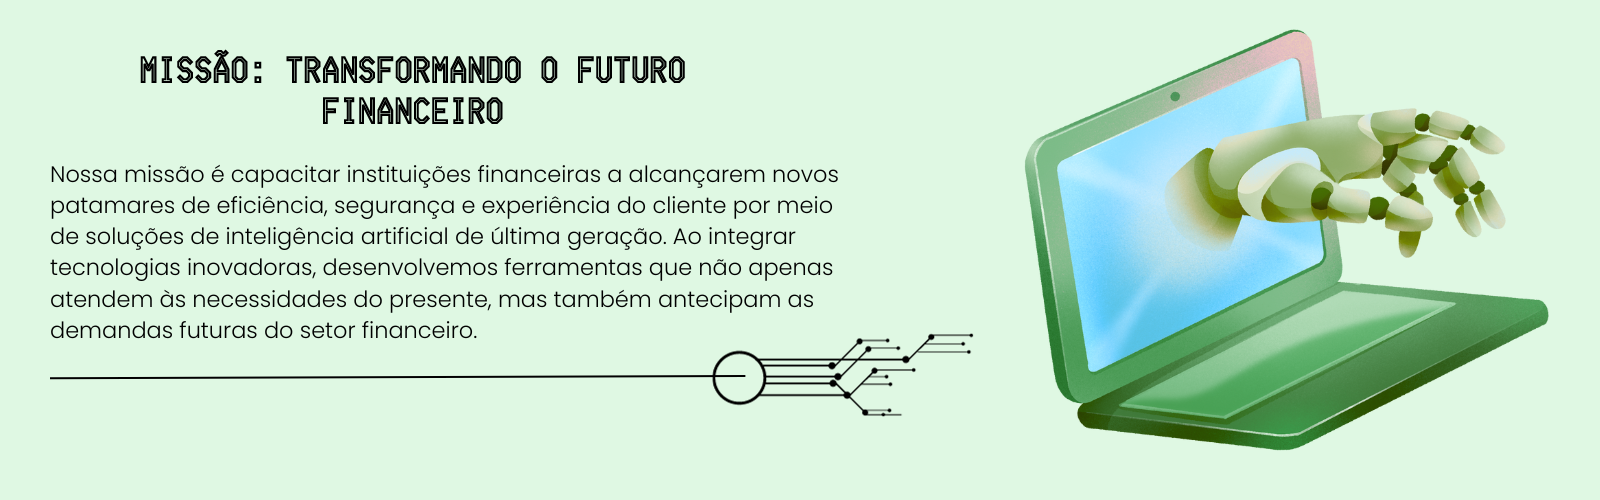 MISSÃO: TRANSFORMANDO O FUTURO
FINANCEIRO
Nossa missão é capacitar instituições financeiras a alcançarem novos
patamares de eficiência, segurança e experiência do cliente por meio
de soluções de inteligência artificial de última geração. Ao integrar
tecnologias inovadoras, desenvolvemos ferramentas que não apenas
atendem às necessidades do presente, mas também antecipam as
demandas futuras do setor financeiro.